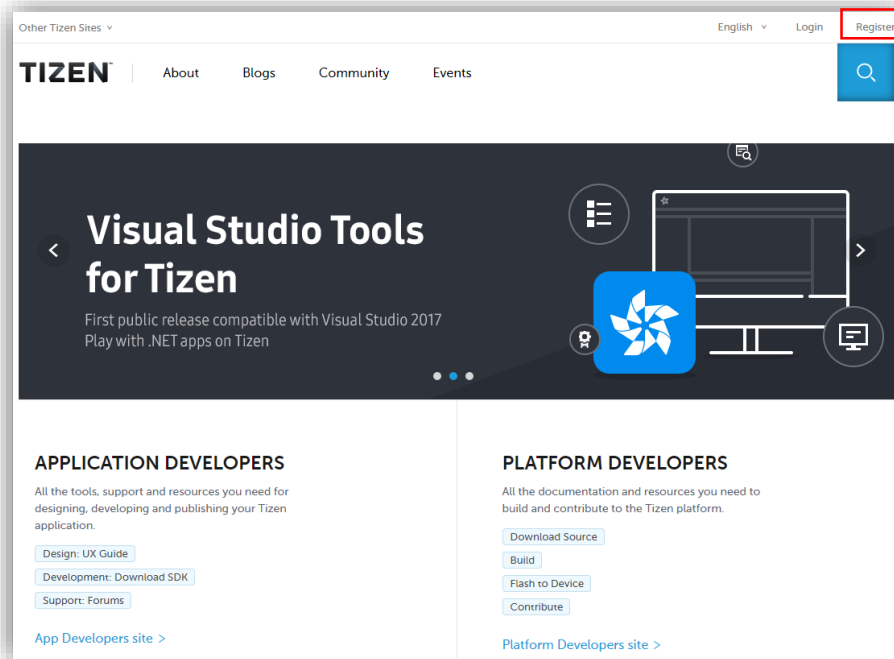 Other Tizen Sites
English
Login
Register
TIZEN™
About
Blogs
Community
Events
Visual Studio Tools
for Tizen
First public release compatible with Visual Studio 2017
Play with .NET apps on Tizen
APPLICATION DEVELOPERS
All the tools, support and resources you need for
designing, developing and publishing your Tizen
application.
Design: UX Guide
Development: Download SDK
Support: Forums
App Developers site >
PLATFORM DEVELOPERS
All the documentation and resources you need to
build and contribute to the Tizen platform.
Download Source
Build
Flash to Device
Contribute
Platform Developers site >